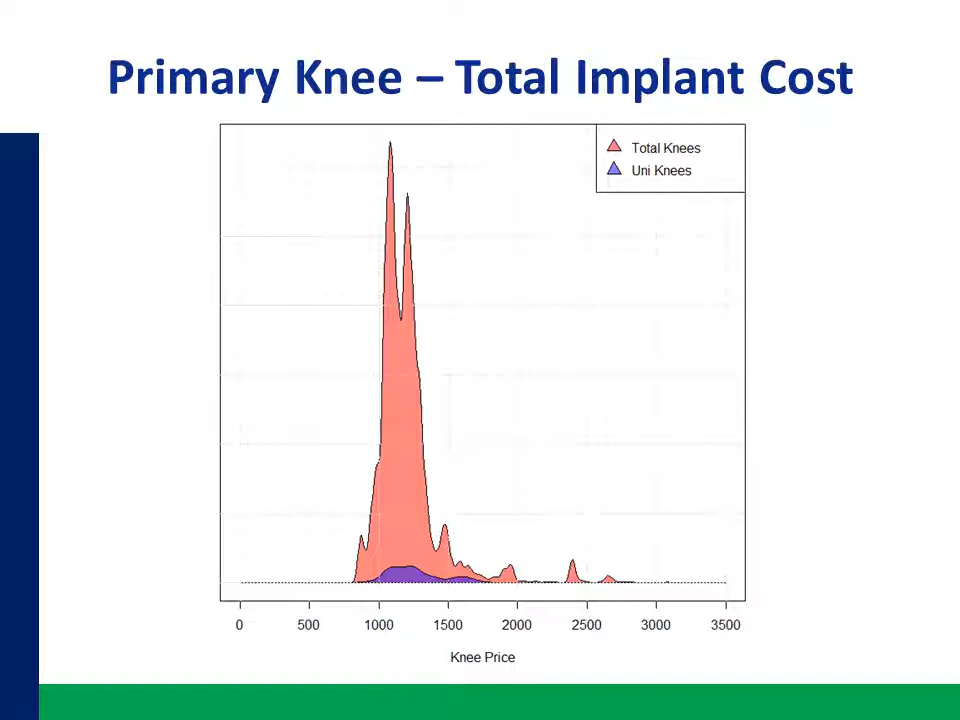 Primary Knee – Total Implant Cost
Total Knees
Uni Knees
0 500 1000 1500 2000 2500 3000 3500
Knee Price